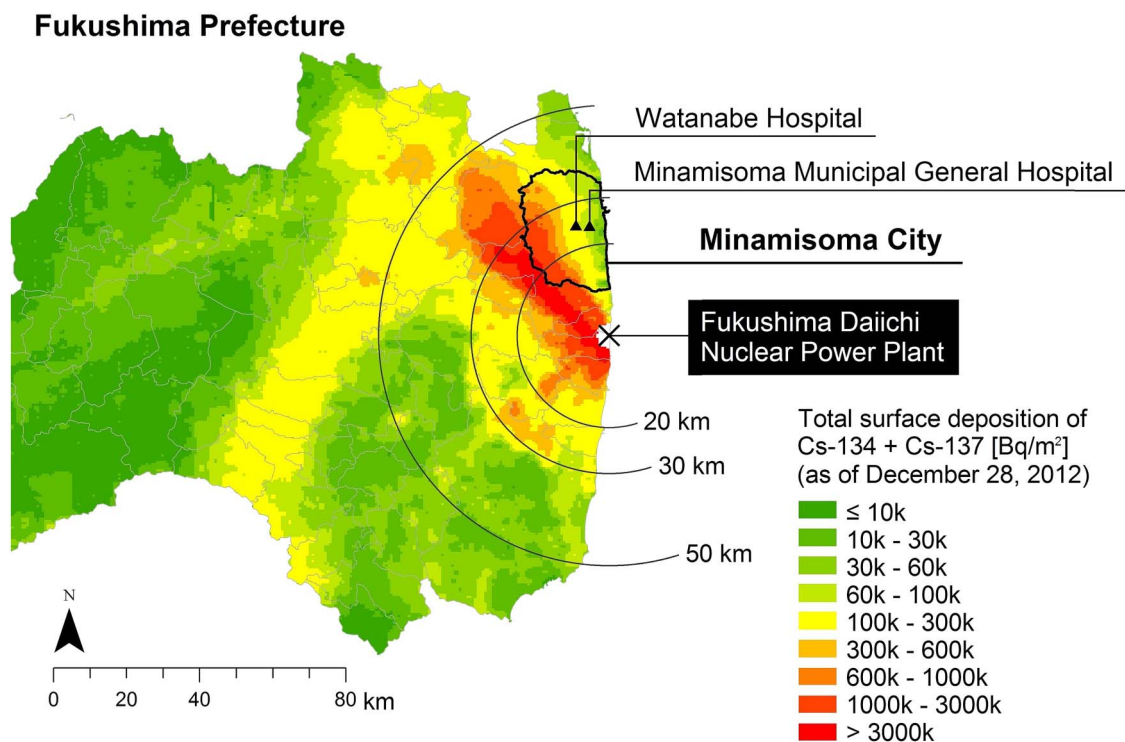 Fukushima Prefecture
Watanabe Hospital
Minamisoma Municipal General Hospital
Minamisoma City
Fukushima Daiichi
Nuclear Power Plant
20 km
30 km
50 km
Total surface deposition of
Cs-134 + Cs-137 [Bq/m²]
(as of December 28, 2012)
≤ 10k
10k - 30k
30k - 60k
60k - 100k
100k - 300k
300k - 600k
600k - 1000k
1000k - 3000k
> 3000k
N
0 20 40 80 km